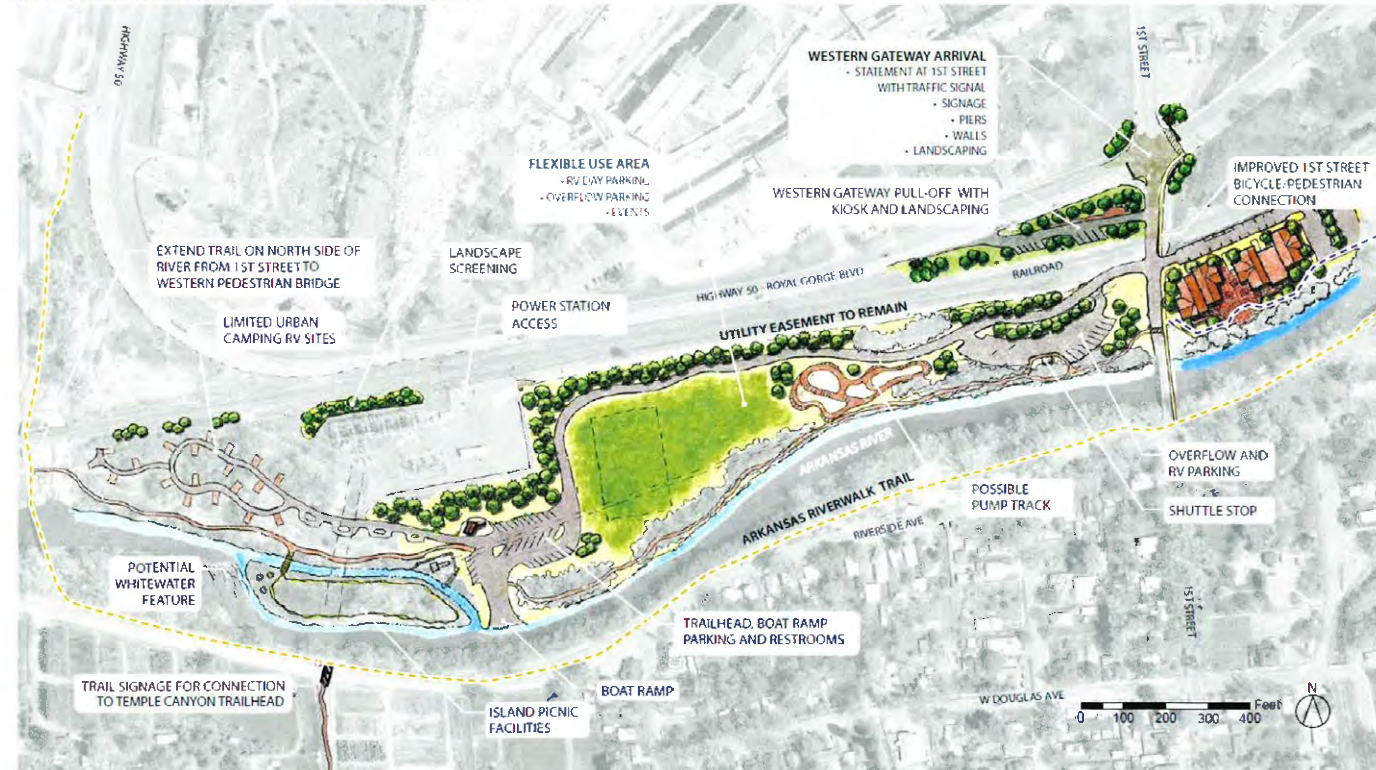 HIGHWAY 50
1ST STREET
WESTERN GATEWAY ARRIVAL
• STATEMENT AT 1ST STREET
WITH TRAFFIC SIGNAL
• SIGNAGE
• PIERS
• WALLS
• LANDSCAPING
FLEXIBLE USE AREA
• RV DAY PARKING
• OVERFLOW PARKING
• EVENTS
WESTERN GATEWAY PULL-OFF WITH
KIOSK AND LANDSCAPING
IMPROVED 1ST STREET
BICYCLE/PEDESTRIAN
CONNECTION
EXTEND TRAIL ON NORTH SIDE OF
RIVER FROM 1ST STREET TO
WESTERN PEDESTRIAN BRIDGE
LANDSCAPE
SCREENING
LIMITED URBAN
CAMPING RV SITES
POWER STATION
ACCESS
HIGHWAY 50 - ROYAL GORGE BLVD
RAILROAD
UTILITY EASEMENT TO REMAIN
ARKANSAS RIVER
ARKANSAS RIVERWALK TRAIL
RIVERSIDE AVE
POSSIBLE
PUMP TRACK
OVERFLOW AND
RV PARKING
SHUTTLE STOP
POTENTIAL
WHITEWATER
FEATURE
TRAILHEAD, BOAT RAMP
PARKING AND RESTROOMS
1ST STREET
TRAIL SIGNAGE FOR CONNECTION
TO TEMPLE CANYON TRAILHEAD
ISLAND PICNIC
FACILITIES
BOAT RAMP
W DOUGLAS AVE
0 100 200 300 400 Feet
N